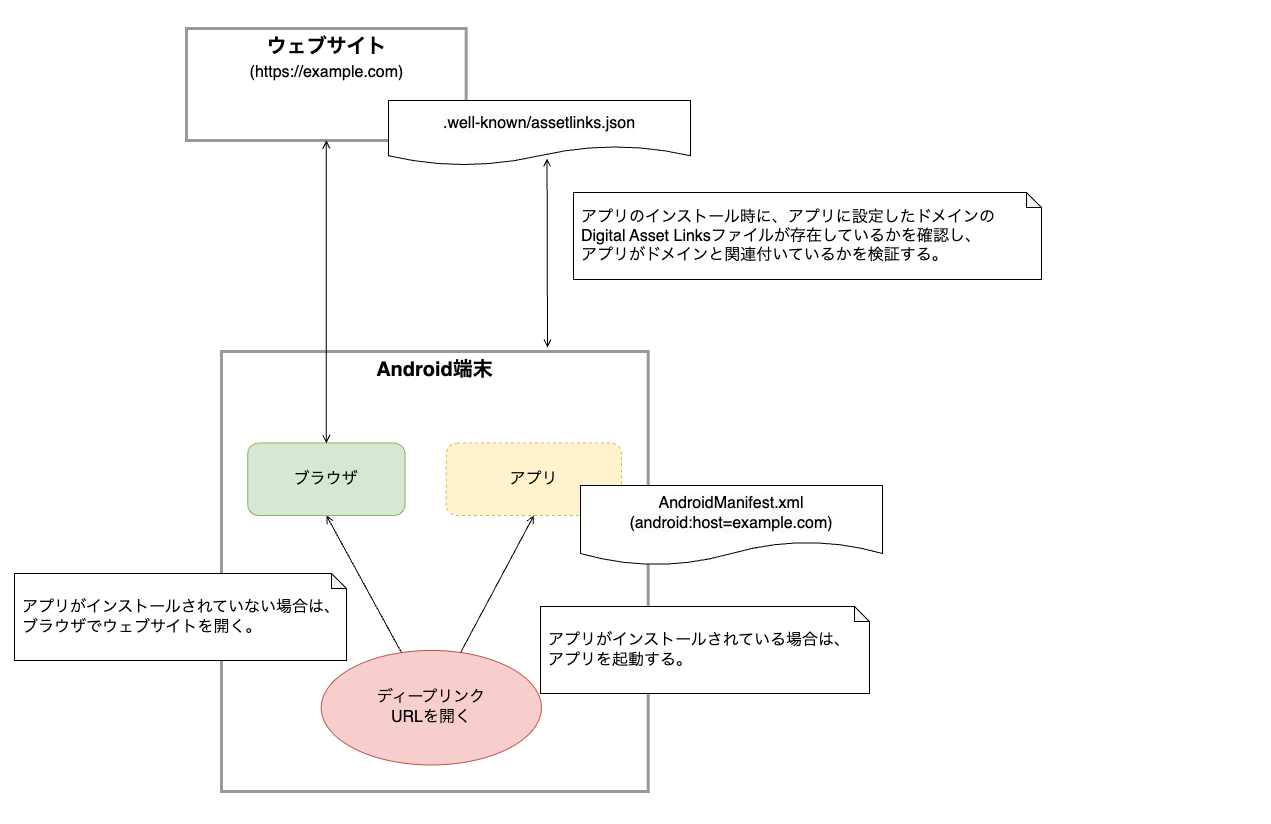 ウェブサイト
(https://example.com)
.well-known/assetlinks.json
アプリのインストール時に、アプリに設定したドメインの
Digital Asset Linksファイルが存在しているかを確認し、
アプリがドメインと関連付いているかを検証する。
Android端末
ブラウザ
アプリ
AndroidManifest.xml
(android:host=example.com)
アプリがインストールされていない場合は、
ブラウザでウェブサイトを開く。
アプリがインストールされている場合は、
アプリを起動する。
ディープリンク
URLを開く